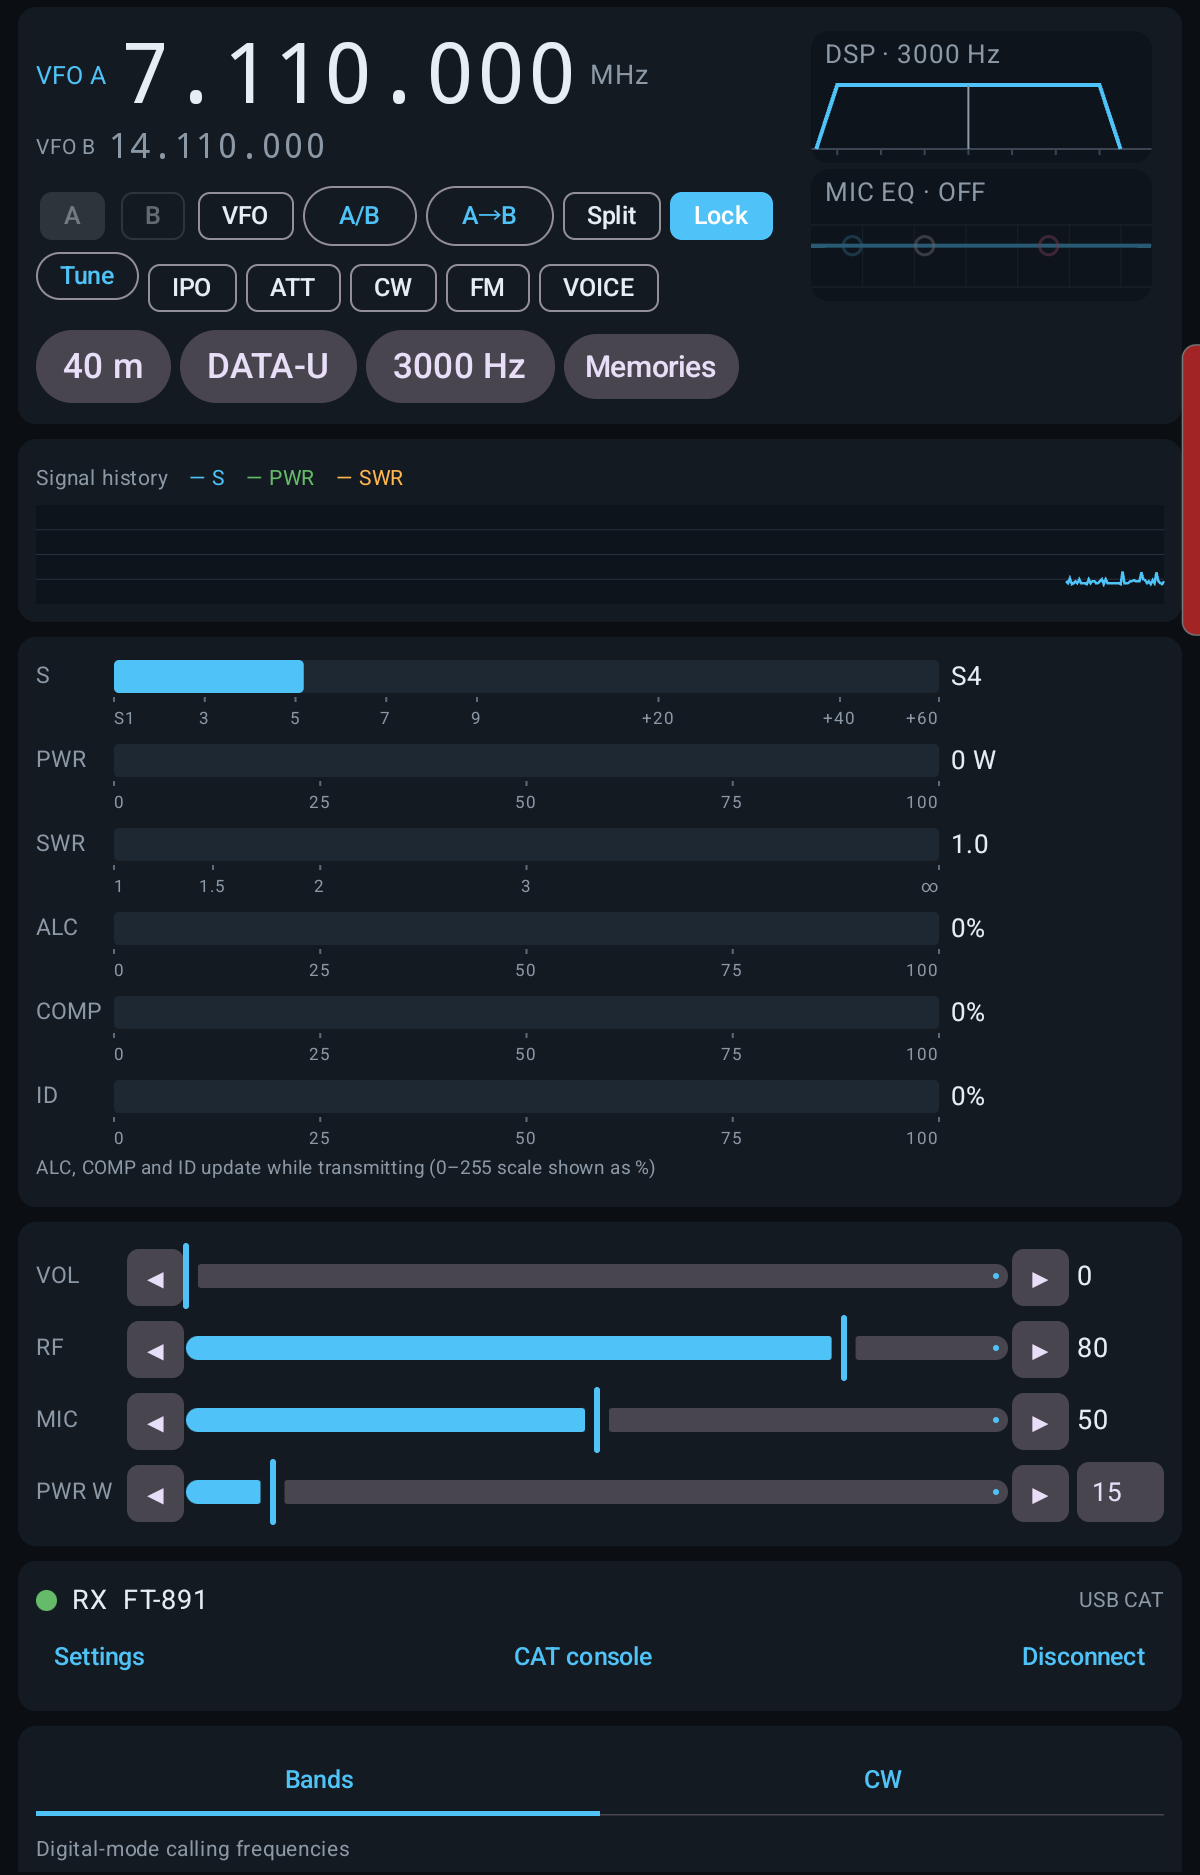 VFO A 7.110.000 MHz
VFO B 14.110.000
DSP · 3000 Hz
MIC EQ · OFF
A B VFO A/B A→B Split Lock
Tune IPO ATT CW FM VOICE
40 m DATA-U 3000 Hz Memories
Signal history — S — PWR — SWR
S S4
S1 3 5 7 9 +20 +40 +60
PWR 0 W
0 25 50 75 100
SWR 1.0
1 1.5 2 3 ∞
ALC 0%
0 25 50 75 100
COMP 0%
0 25 50 75 100
ID 0%
0 25 50 75 100
ALC, COMP and ID update while transmitting (0–255 scale shown as %)
VOL ◀ ▶ 0
RF ◀ ▶ 80
MIC ◀ ▶ 50
PWR W ◀ ▶ 15
RX FT-891 USB CAT
Settings CAT console Disconnect
Bands CW
Digital-mode calling frequencies